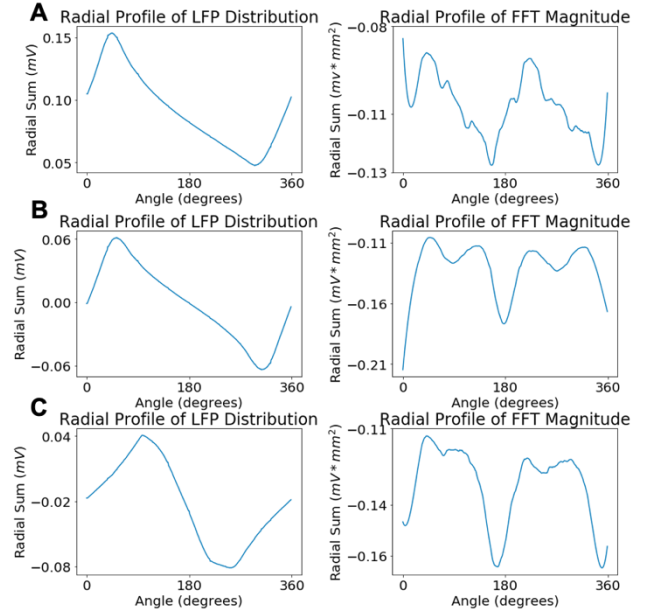 A
Radial Profile of LFP Distribution
Radial Sum (mV)
0.15
0.10
0.05
0
180
360
Angle (degrees)
Radial Profile of FFT Magnitude
Radial Sum (mv * mm²)
−0.08
−0.11
−0.13
0
180
360
Angle (degrees)
B
Radial Profile of LFP Distribution
Radial Sum (mV)
0.06
0.00
−0.06
0
180
360
Angle (degrees)
Radial Profile of FFT Magnitude
Radial Sum (mV * mm²)
−0.11
−0.16
−0.21
0
180
360
Angle (degrees)
C
Radial Profile of LFP Distribution
Radial Sum (mV)
0.04
−0.02
−0.08
0
180
360
Angle (degrees)
Radial Profile of FFT Magnitude
Radial Sum (mV * mm²)
−0.11
−0.14
−0.16
0
180
360
Angle (degrees)